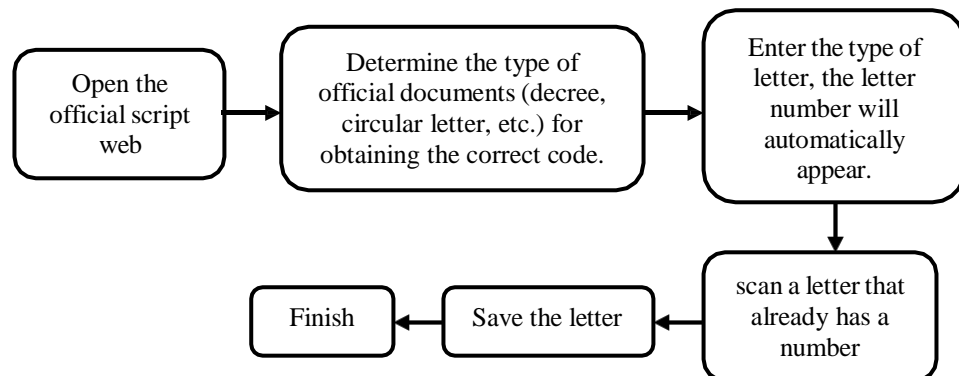 Open the
official script
web
Determine the type of
official documents (decree,
circular letter, etc.) for
obtaining the correct code.
Enter the type of
letter, the letter
number will
automatically
appear.
scan a letter that
already has a
number
Save the letter
Finish